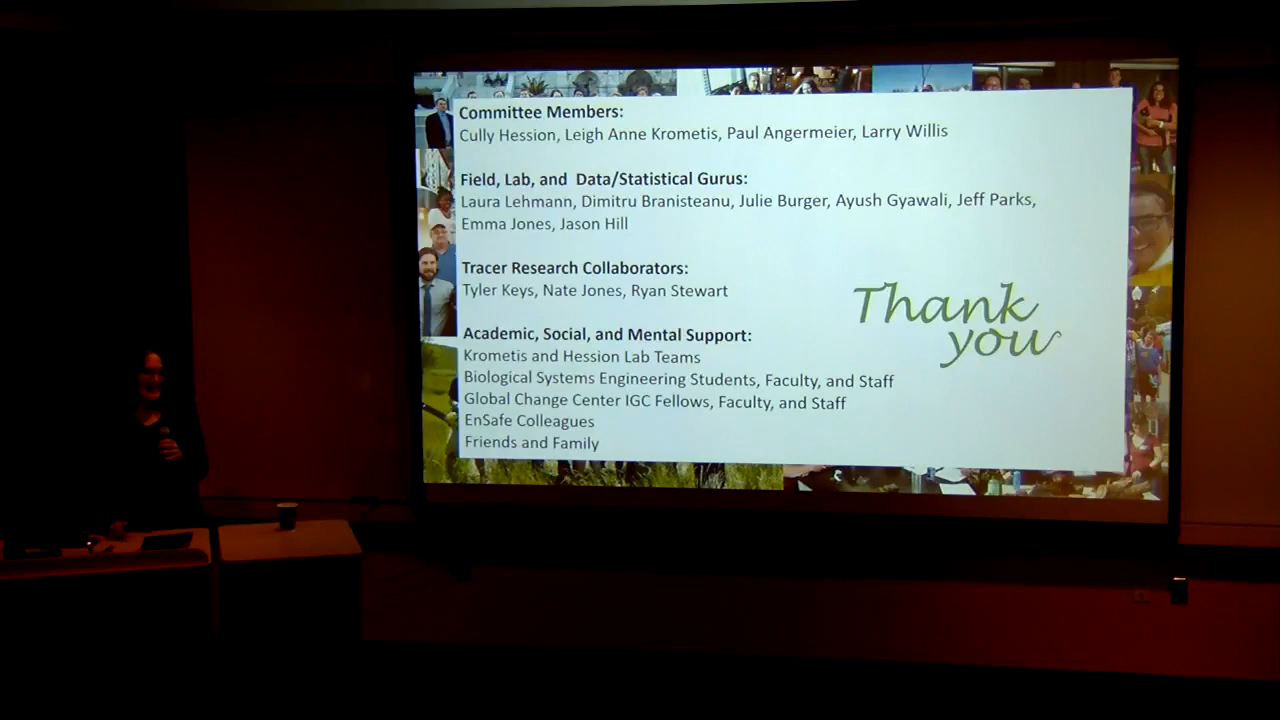 Committee Members:
Cully Hession, Leigh Anne Krometis, Paul Angermeier, Larry Willis
Field, Lab, and Data/Statistical Gurus:
Laura Lehmann, Dimitru Branisteanu, Julie Burger, Ayush Gyawali, Jeff Parks,
Emma Jones, Jason Hill
Tracer Research Collaborators:
Tyler Keys, Nate Jones, Ryan Stewart
Thank
you
Academic, Social, and Mental Support:
Krometis and Hession Lab Teams
Biological Systems Engineering Students, Faculty, and Staff
Global Change Center IGC Fellows, Faculty, and Staff
EnSafe Colleagues
Friends and Family